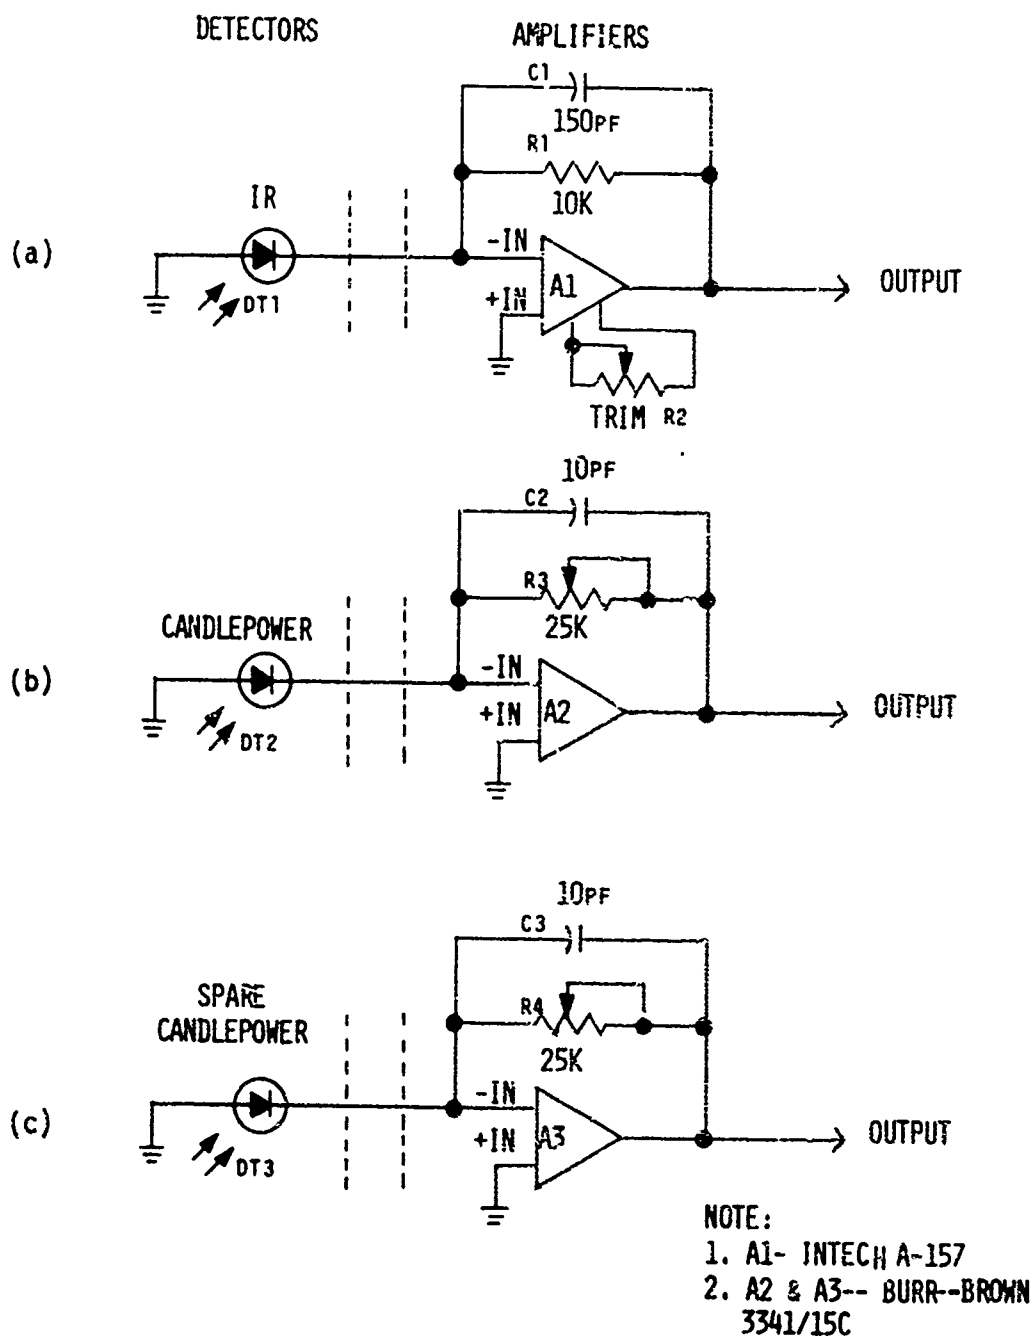 DETECTORS
AMPLIFIERS
C1
150PF
R1
10K
IR
(a)
-IN
+IN
A1
DT1
OUTPUT
TRIM R2
10PF
C2
R3
25K
CANDLEPOWER
(b)
-IN
+IN
A2
DT2
OUTPUT
10PF
C3
R4
25K
SPARE
CANDLEPOWER
(c)
-IN
+IN
A3
DT3
OUTPUT
NOTE:
1. A1- INTECH A-157
2. A2 & A3-- BURR--BROWN
3341/15C